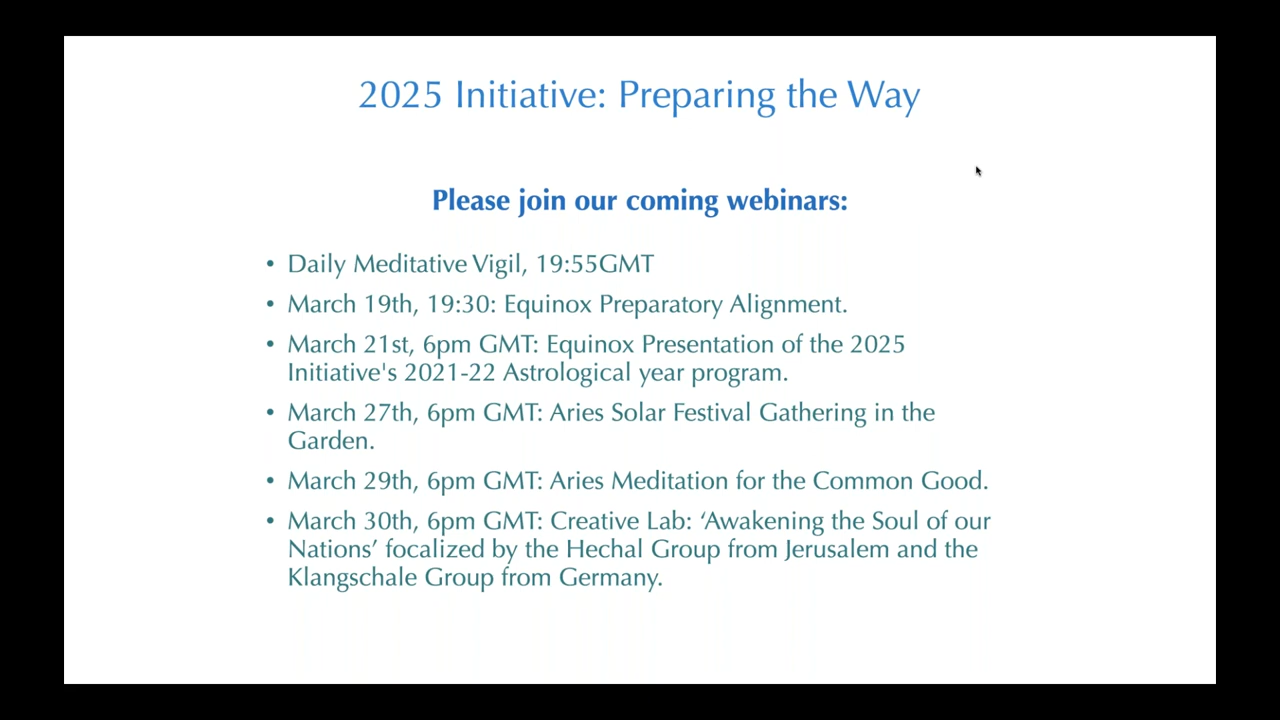 2025 Initiative: Preparing the Way
Please join our coming webinars:
• Daily Meditative Vigil, 19:55GMT
• March 19th, 19:30: Equinox Preparatory Alignment.
• March 21st, 6pm GMT: Equinox Presentation of the 2025
Initiative's 2021-22 Astrological year program.
• March 27th, 6pm GMT: Aries Solar Festival Gathering in the
Garden.
• March 29th, 6pm GMT: Aries Meditation for the Common Good.
• March 30th, 6pm GMT: Creative Lab: ‘Awakening the Soul of our
Nations’ focalized by the Hechal Group from Jerusalem and the
Klangschale Group from Germany.